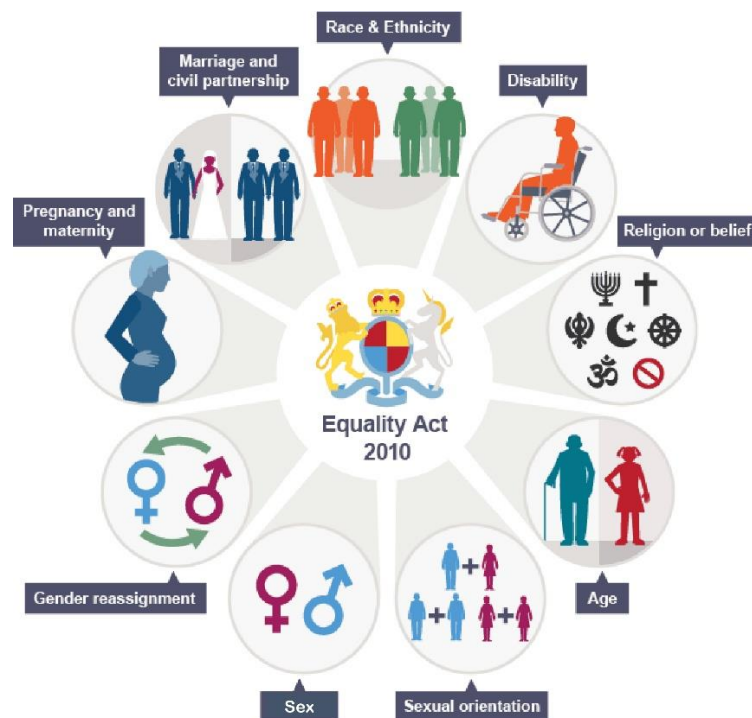 Race & Ethnicity
Marriage and
civil partnership
Disability
Pregnancy and
maternity
Religion or belief
Equality Act
2010
Gender reassignment
Age
Sex
Sexual orientation